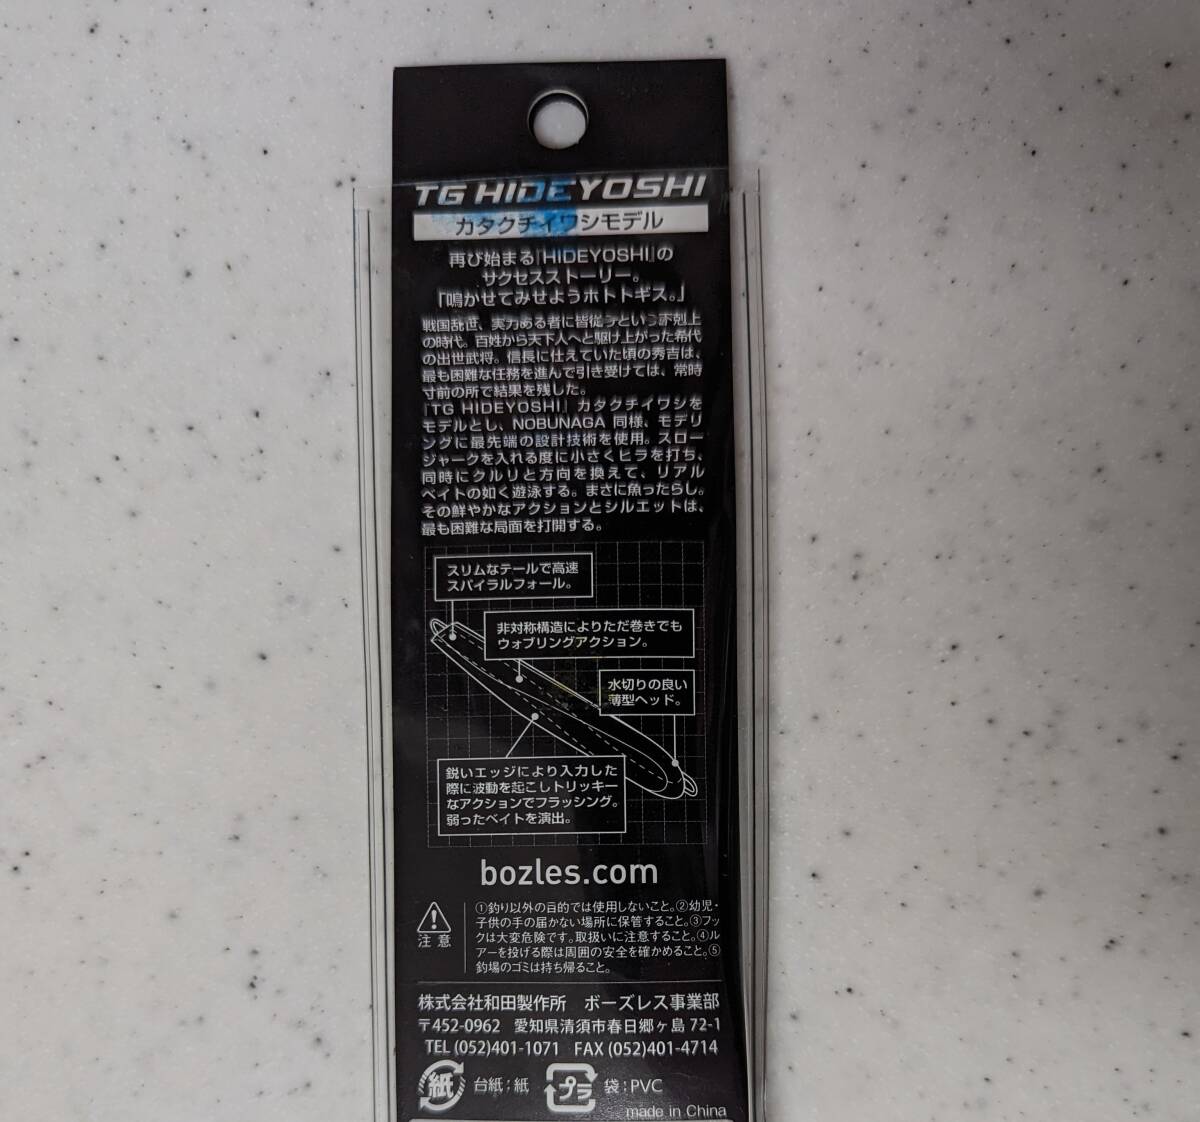 TG HIDEYOSHI
カタクチイワシモデル
再び始まる『HIDEYOSHI』の
サクセスストーリー。
「鳴かせてみせようホトトギス。」
戦国乱世、実力ある者に皆従うという下剋上
の時代。百姓から天下人へと駆け上がった希代
の出世武将。信長に仕えていた頃の秀吉は、
最も困難な任務を進んで引き受けては、常時
寸前の所で結果を残した。
『TG HIDEYOSHI』カタクチイワシを
モデルとし、NOBUNAGA 同様、モデリ
ングに最先端の設計技術を使用。スロー
ジャークを入れる度に小さくヒラを打ち、
同時にクルリと方向を換えて、リアル
ベイトの如く遊泳する。まさに魚ったらし。
その鮮やかなアクションとシルエットは、
最も困難な局面を打開する。
スリムなテールで高速
スパイラルフォール。
非対称構造によりただ巻きでも
ウォブリングアクション。
水切りの良い
薄型ヘッド。
鋭いエッジにより入力した
際に波動を起こしトリッキー
なアクションでフラッシング。
弱ったベイトを演出。
bozles.com
注意
①釣り以外の目的では使用しないこと。②幼児・
子供の手の届かない場所に保管すること。③フッ
クは大変危険です。取扱いに注意すること。④ル
アーを投げる際は周囲の安全を確かめること。⑤
釣場のゴミは持ち帰ること。
株式会社和田製作所 ボーズレス事業部
〒452-0962 愛知県清須市春日郷ヶ島 72-1
TEL (052)401-1071 FAX (052)401-4714
紙 台紙：紙 プラ 袋：PVC
made in China